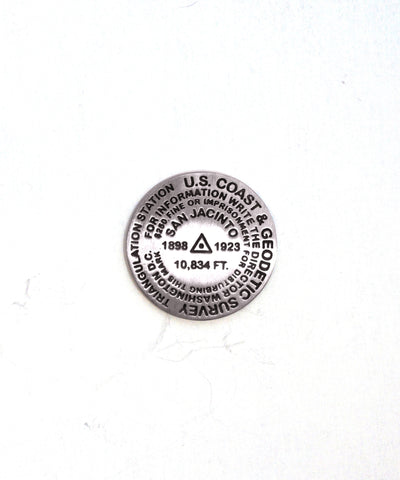 U.S. COAST & GEODETIC SURVEY
TRIANGULATION STATION
FOR INFORMATION WRITE THE DIRECTOR WASHINGTON D.C.
$250 FINE OR IMPRISONMENT FOR DISTURBING THIS MARK
SAN JACINTO
1898 1923
10,834 FT.